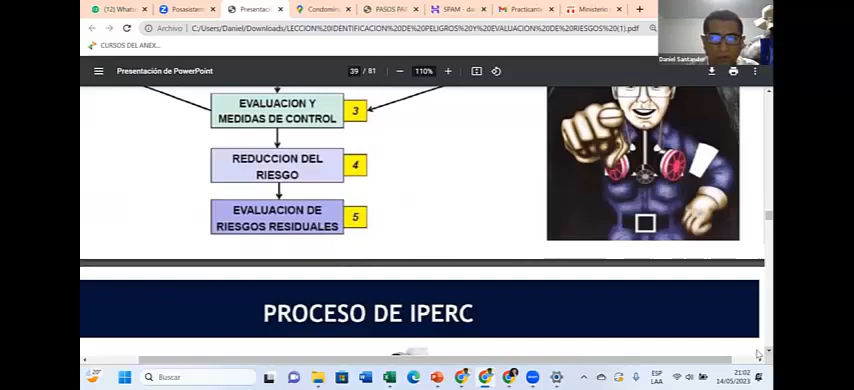 Whats
Posasistem
Presentaci
Condomini
PASOS PAR
SPAM - da
Practicante
Ministerio
Archivo
C:/Users/Daniel/Downloads/LECCION%20IDENTIFICACION%20DE%20PELIGROS%20Y%20EVALUACION%20DE%20RIESGOS%20(1).pdf
CURSOS DEL ANEX...
Daniel Santander
Presentación de PowerPoint
39 / 81
110%
EVALUACION Y
MEDIDAS DE CONTROL
3
REDUCCION DEL
RIESGO
4
EVALUACION DE
RIESGOS RESIDUALES
5
PROCESO DE IPERC
20°
Buscar
ESP
LAA
21:02
14/05/2023